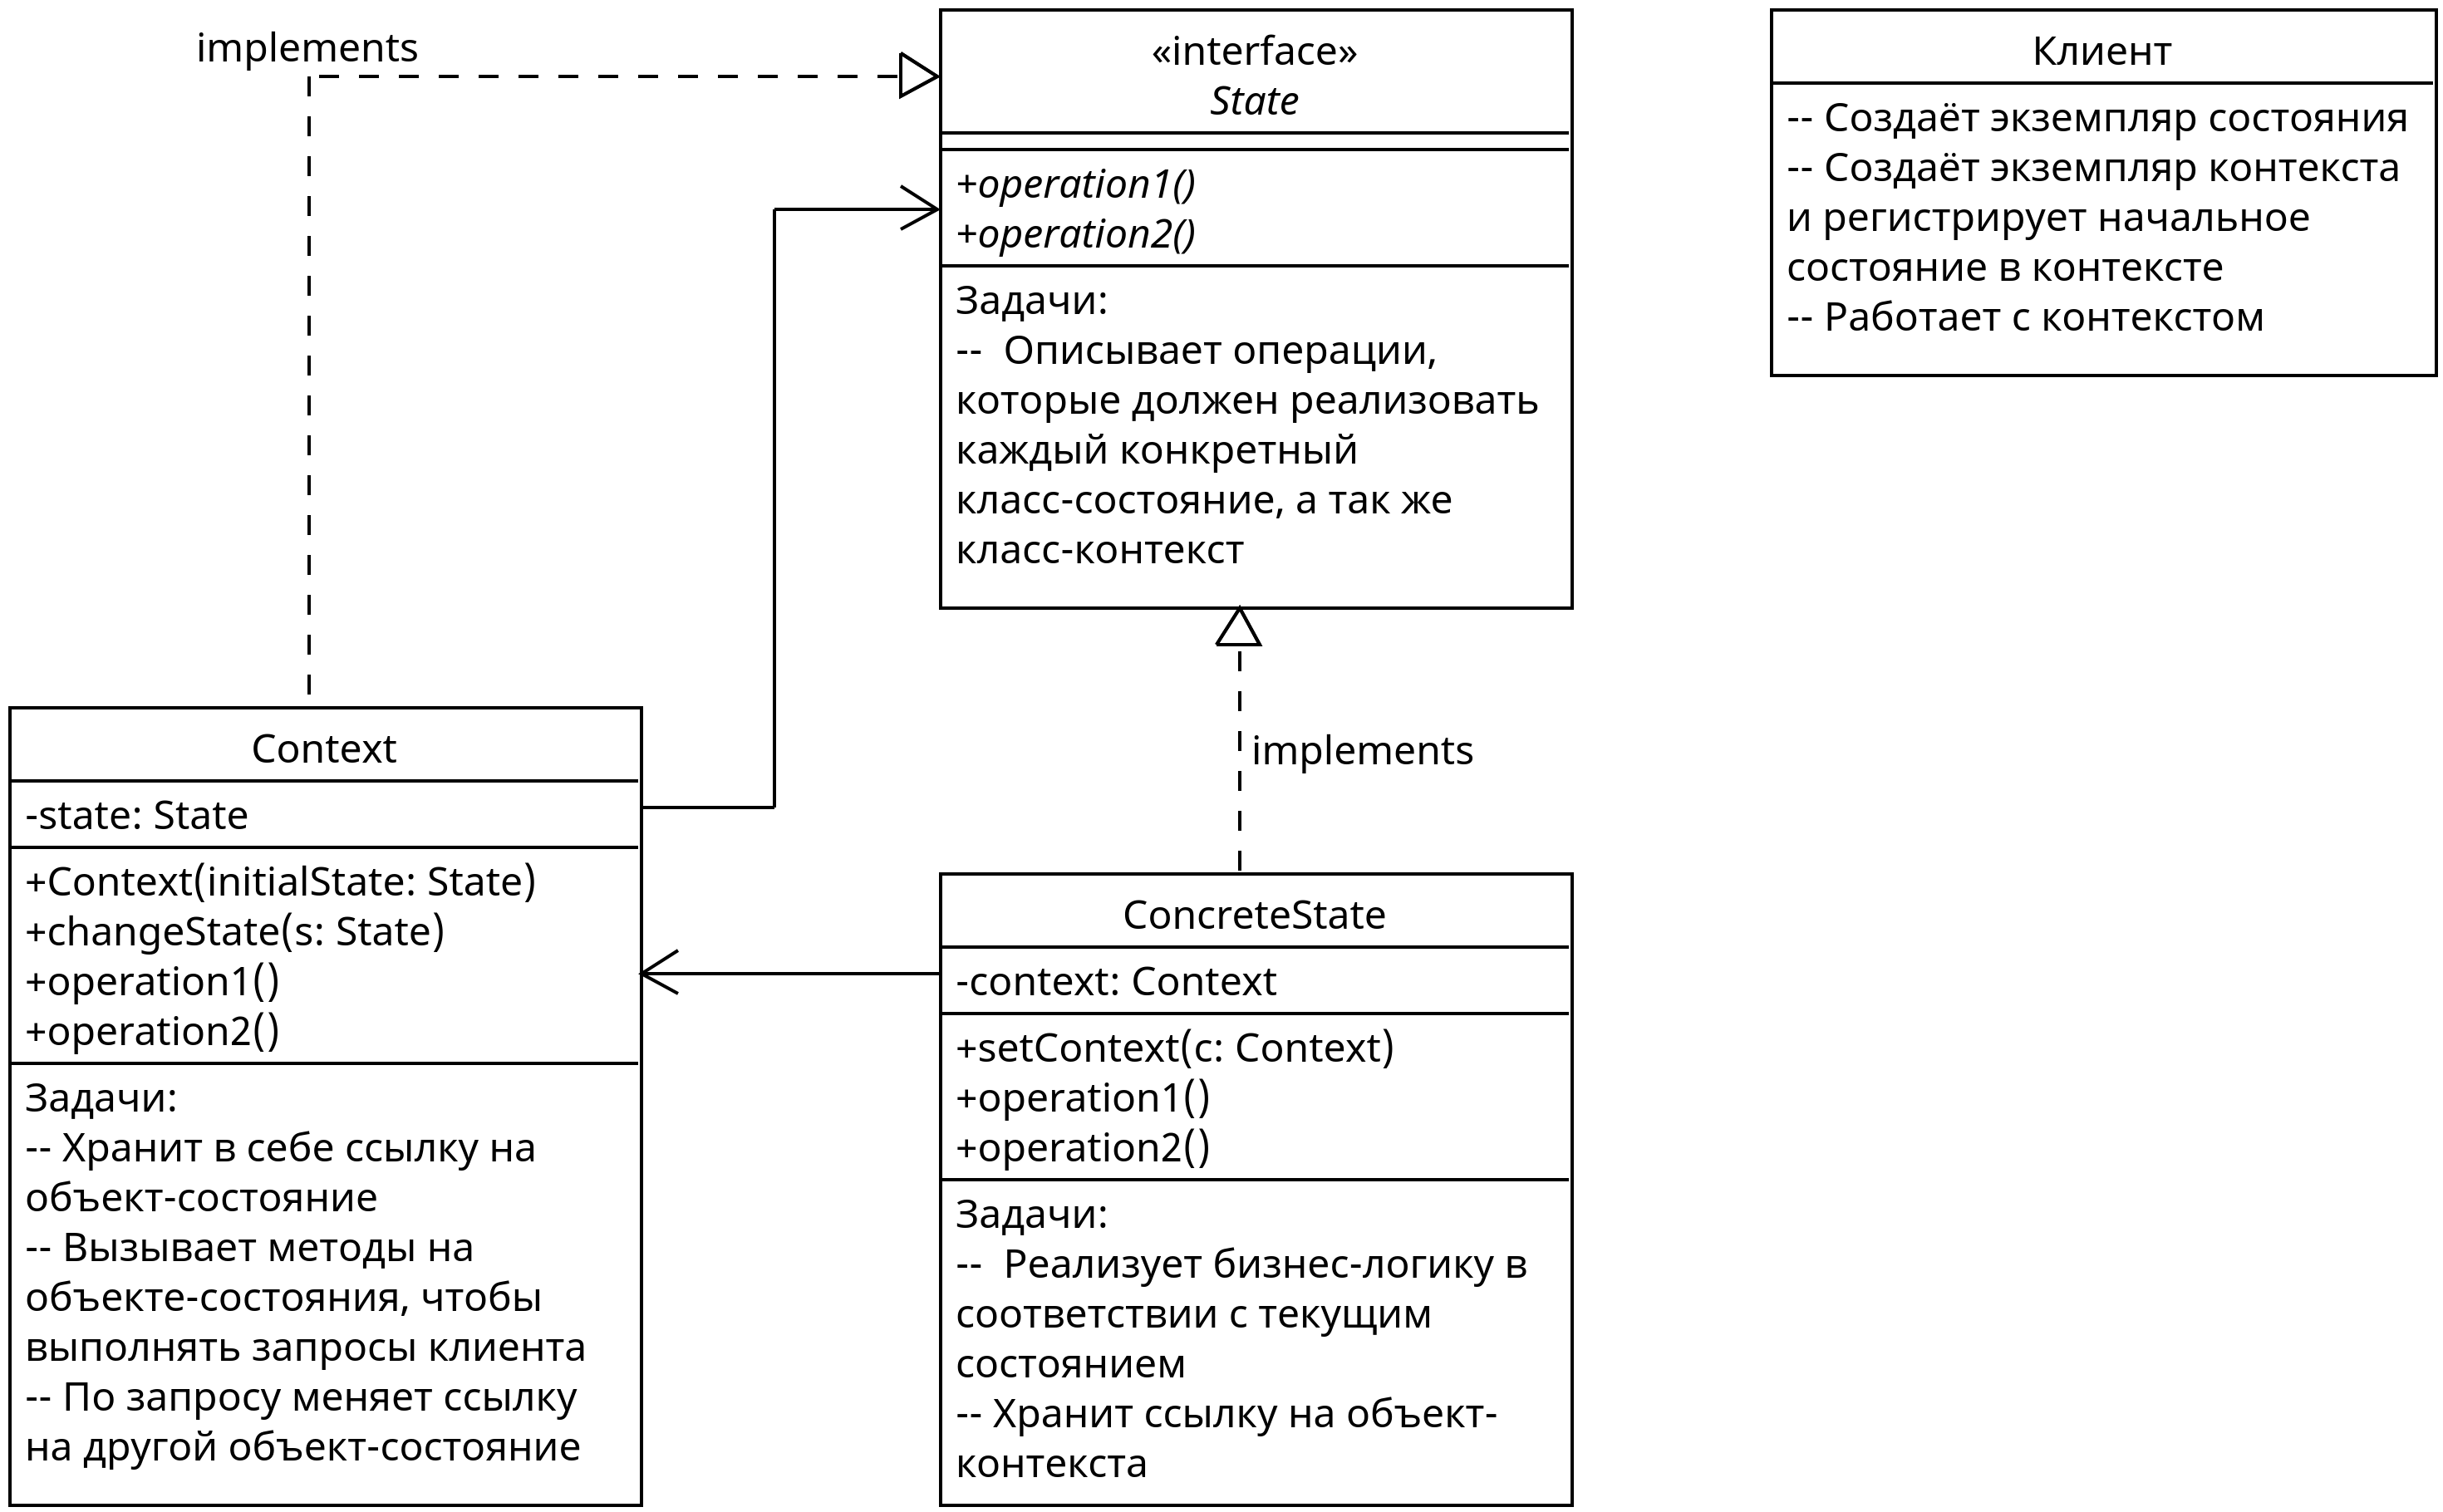 implements
«interface»
State
+operation1()
+operation2()
Задачи:
--  Описывает операции,
которые должен реализовать
каждый конкретный
класс-состояние, а так же
класс-контекст
Клиент
-- Создаёт экземпляр состояния
-- Создаёт экземпляр контекста
и регистрирует начальное
состояние в контексте
-- Работает с контекстом
implements
Context
-state: State
+Context(initialState: State)
+changeState(s: State)
+operation1()
+operation2()
Задачи:
-- Хранит в себе ссылку на
объект-состояние
-- Вызывает методы на
объекте-состояния, чтобы
выполнять запросы клиента
-- По запросу меняет ссылку
на другой объект-состояние
ConcreteState
-context: Context
+setContext(c: Context)
+operation1()
+operation2()
Задачи:
--  Реализует бизнес-логику в
соответствии с текущим
состоянием
-- Хранит ссылку на объект-
контекста